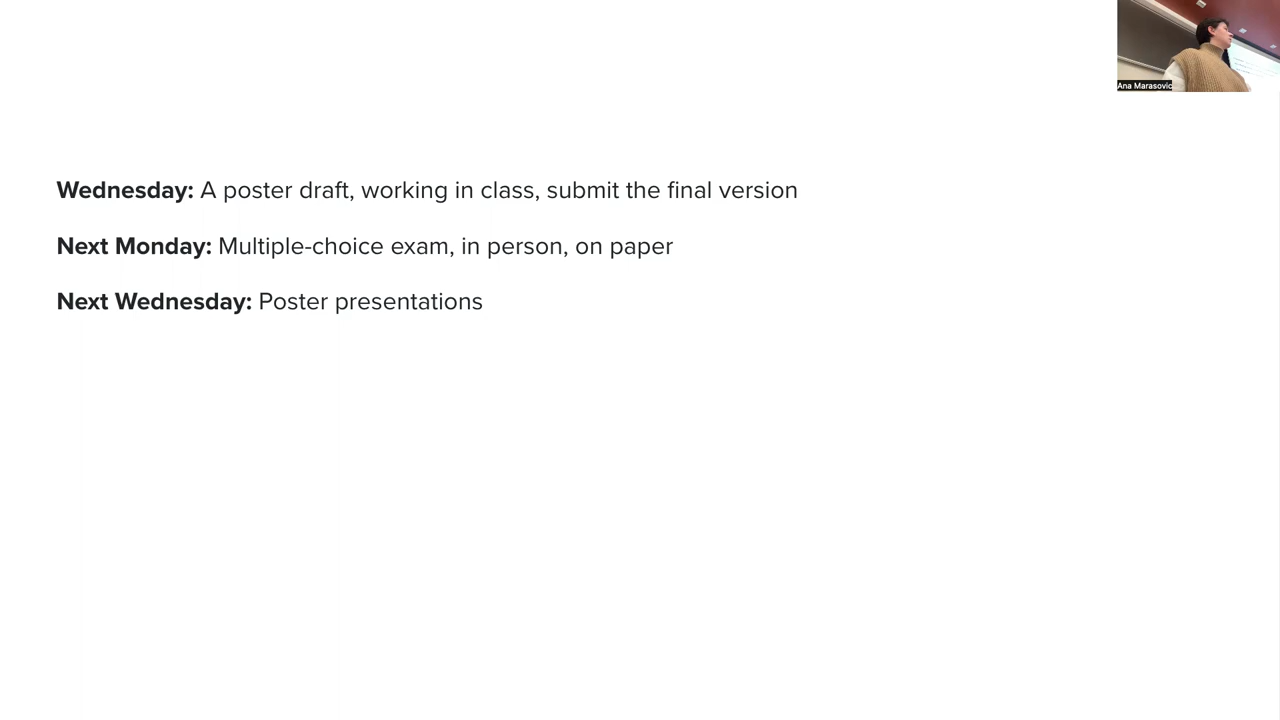 Ana Marasovic
Wednesday: A poster draft, working in class, submit the final version
Next Monday: Multiple-choice exam, in person, on paper
Next Wednesday: Poster presentations